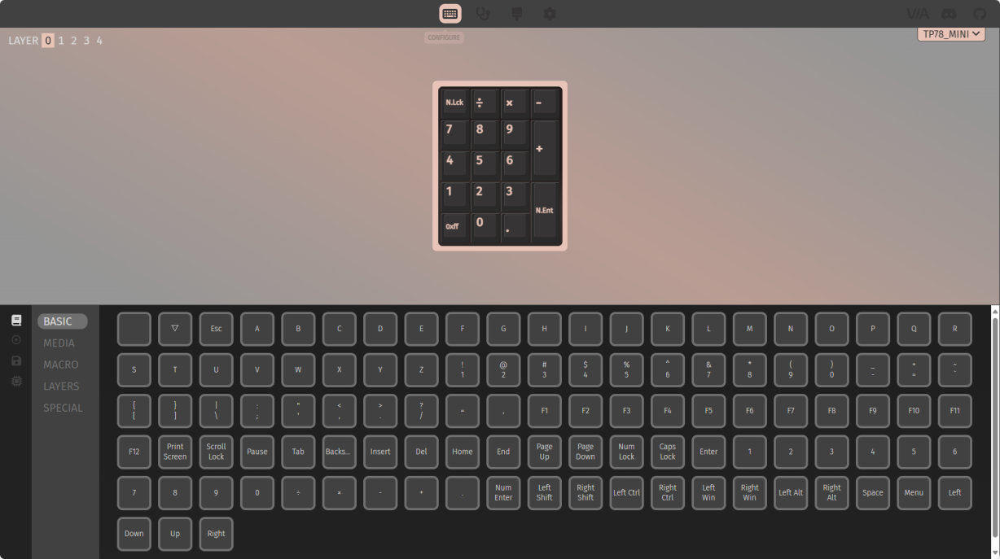 VIA
LAYER 0 1 2 3 4
CONFIGURE
TP78_MINI
N.Lck ÷ × -
7 8 9
+
4 5 6
1 2 3
N.Ent
0xff 0 .
BASIC
MEDIA
MACRO
LAYERS
SPECIAL
▽ Esc A B C D E F G H I J K L M N O P Q R
S T U V W X Y Z ! @ # $ % ^ & * ( ) _ + ~
1 2 3 4 5 6 7 8 9 0 - = `
{ } | : " < > ? = , F1 F2 F3 F4 F5 F6 F7 F8 F9 F10 F11
[ ] \ ; ' , . /
F12 Print Screen Scroll Lock Pause Tab Backs... Insert Del Home End Page Up Page Down Num Lock Caps Lock Enter 1 2 3 4 5 6
7 8 9 0 ÷ × - + . Num Enter Left Shift Right Shift Left Ctrl Right Ctrl Left Win Right Win Left Alt Right Alt Space Menu Left
Down Up Right